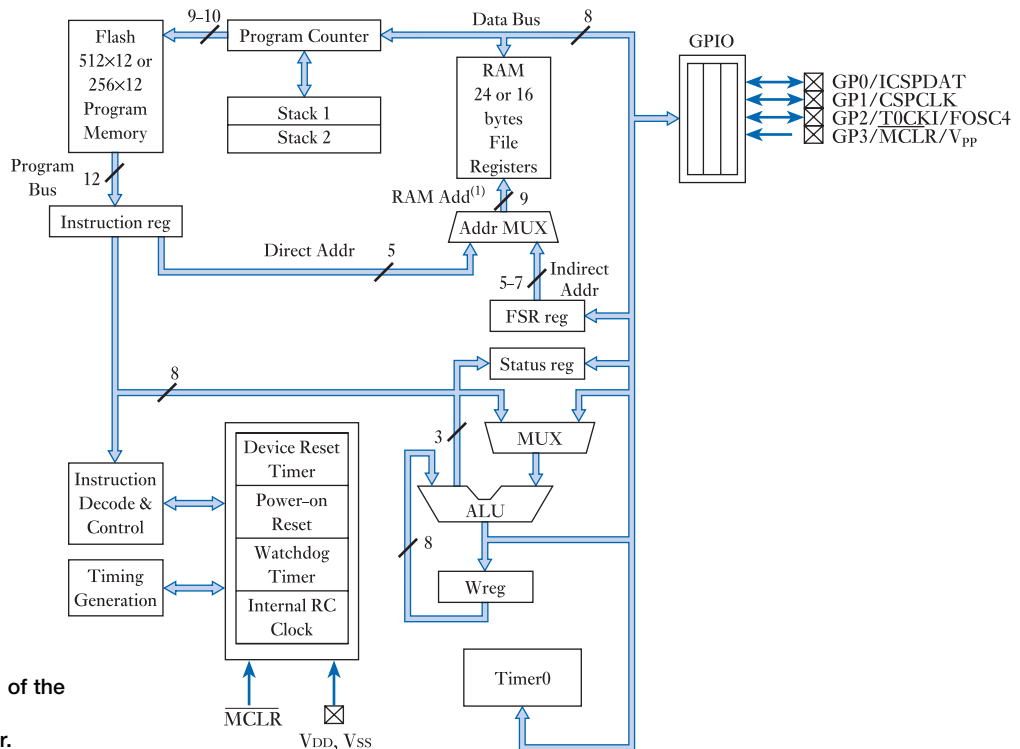 9–10
Data Bus
8
Flash
512×12 or
256×12
Program
Memory
Program Counter
Stack 1
Stack 2
RAM
24 or 16
bytes
File
Registers
GPIO
GP0/ICSPDAT
GP1/CSPCLK
GP2/T0CKI/FOSC4
GP3/MCLR/VPP
Program
Bus
12
RAM Add(1)
9
Instruction reg
Addr MUX
Direct Addr
5
5–7
Indirect
Addr
FSR reg
Status reg
8
3
MUX
Device Reset
Timer
Power–on
Reset
Watchdog
Timer
Internal RC
Clock
Instruction
Decode &
Control
Timing
Generation
ALU
8
Wreg
Timer0
MCLR
VDD, VSS
of the
r.